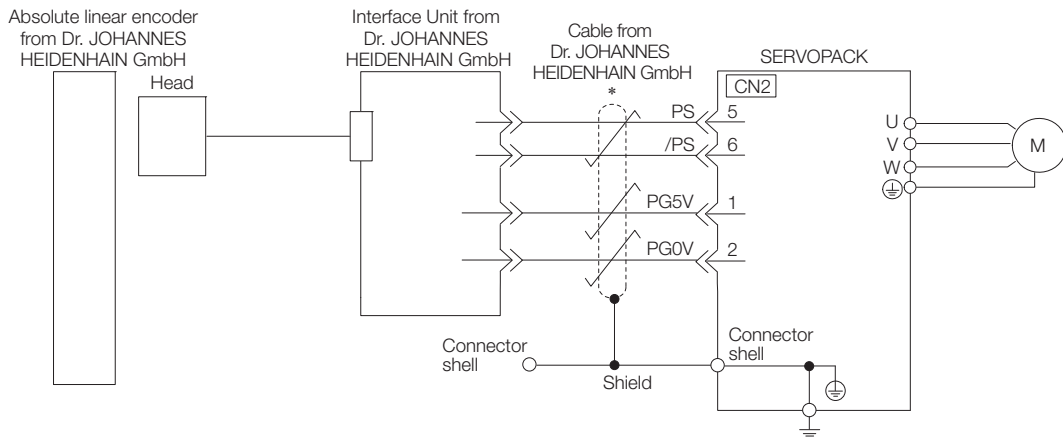 Absolute linear encoder
from Dr. JOHANNES
HEIDENHAIN GmbH
Head
Interface Unit from
Dr. JOHANNES
HEIDENHAIN GmbH
Cable from
Dr. JOHANNES
HEIDENHAIN GmbH
*
SERVOPACK
CN2
PS 5
/PS 6
PG5V 1
PG0V 2
U
V
W
M
Connector
shell
Shield
Connector
shell